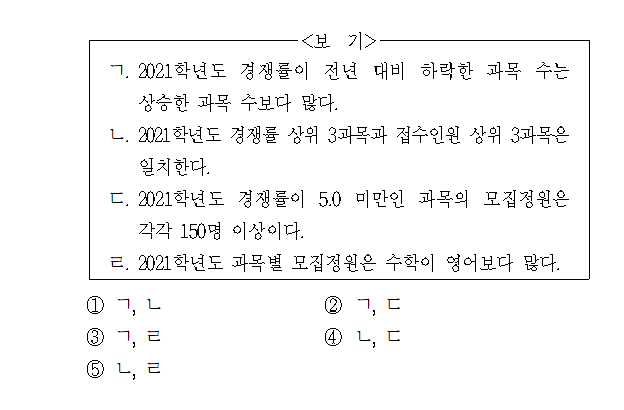 <보 기>
ㄱ. 2021학년도 경쟁률이 전년 대비 하락한 과목 수는
상승한 과목 수보다 많다.
ㄴ. 2021학년도 경쟁률 상위 3과목과 접수인원 상위 3과목은
일치한다.
ㄷ. 2021학년도 경쟁률이 5.0 미만인 과목의 모집정원은
각각 150명 이상이다.
ㄹ. 2021학년도 과목별 모집정원은 수학이 영어보다 많다.
① ㄱ, ㄴ ② ㄱ, ㄷ
③ ㄱ, ㄹ ④ ㄴ, ㄷ
⑤ ㄴ, ㄹ